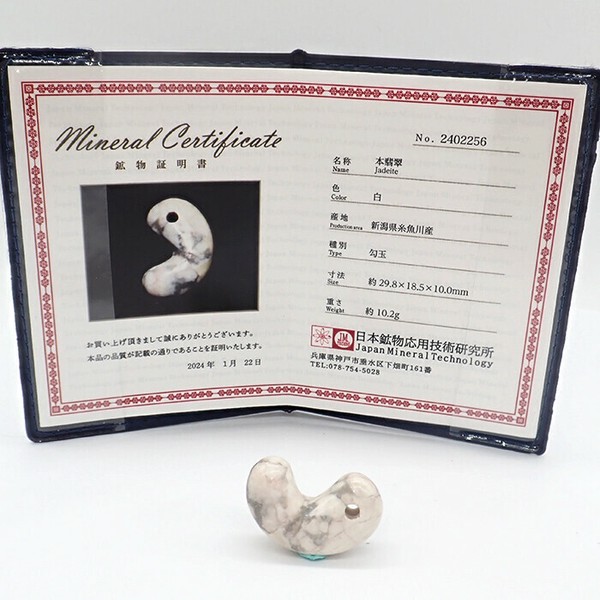 Mineral Certificate
鉱物証明書
お買い上げ頂きまして誠にありがとうございます。
本品の品質が記載の通りであることを証明いたします。
2024 年 1 月 22 日
No. 2402256
名称 本翡翠
Name Jadeite
色 白
Color
産地 新潟県糸魚川産
Production area
種別 勾玉
Type
寸法 約 29.8×18.5×10.0mm
Size
重さ 約 10.2g
Weight
JM 日本鉱物応用技術研究所
Japan Mineral Technology
兵庫県神戸市垂水区下畑町161番
TEL:078-754-5028